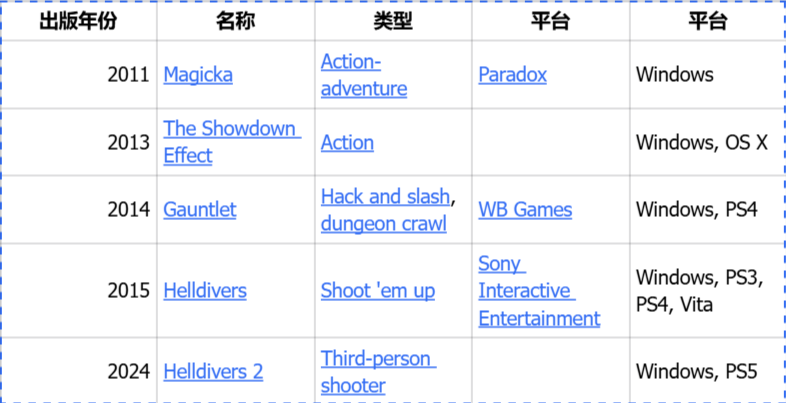 出版年份 名称 类型 平台 平台
2011 Magicka Action-adventure Paradox Windows
2013 The Showdown Effect Action Windows, OS X
2014 Gauntlet Hack and slash, dungeon crawl WB Games Windows, PS4
2015 Helldivers Shoot 'em up Sony Interactive Entertainment Windows, PS3, PS4, Vita
2024 Helldivers 2 Third-person shooter Windows, PS5